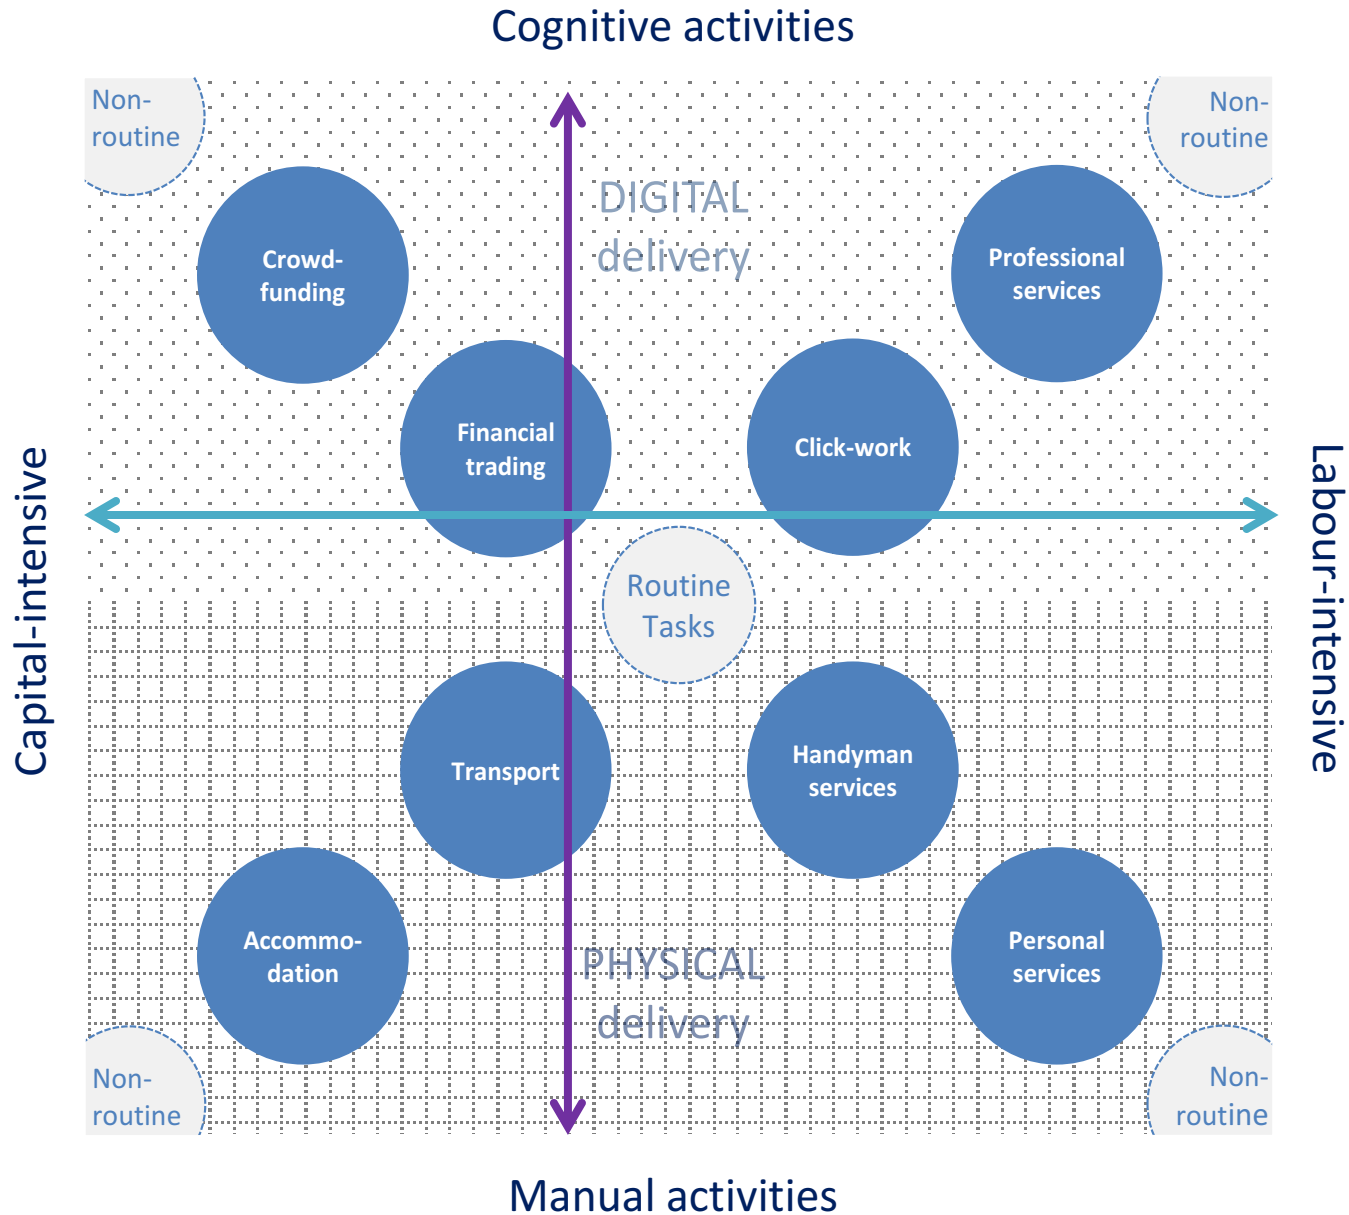 Cognitive activities
Non-
routine
Non-
routine
DIGITAL
delivery
Crowd-
funding
Professional
services
Financial
trading
Click-work
Capital-intensive
Labour-intensive
Routine
Tasks
Transport
Handyman
services
Accommo-
dation
PHYSICAL
delivery
Personal
services
Non-
routine
Non-
routine
Manual activities